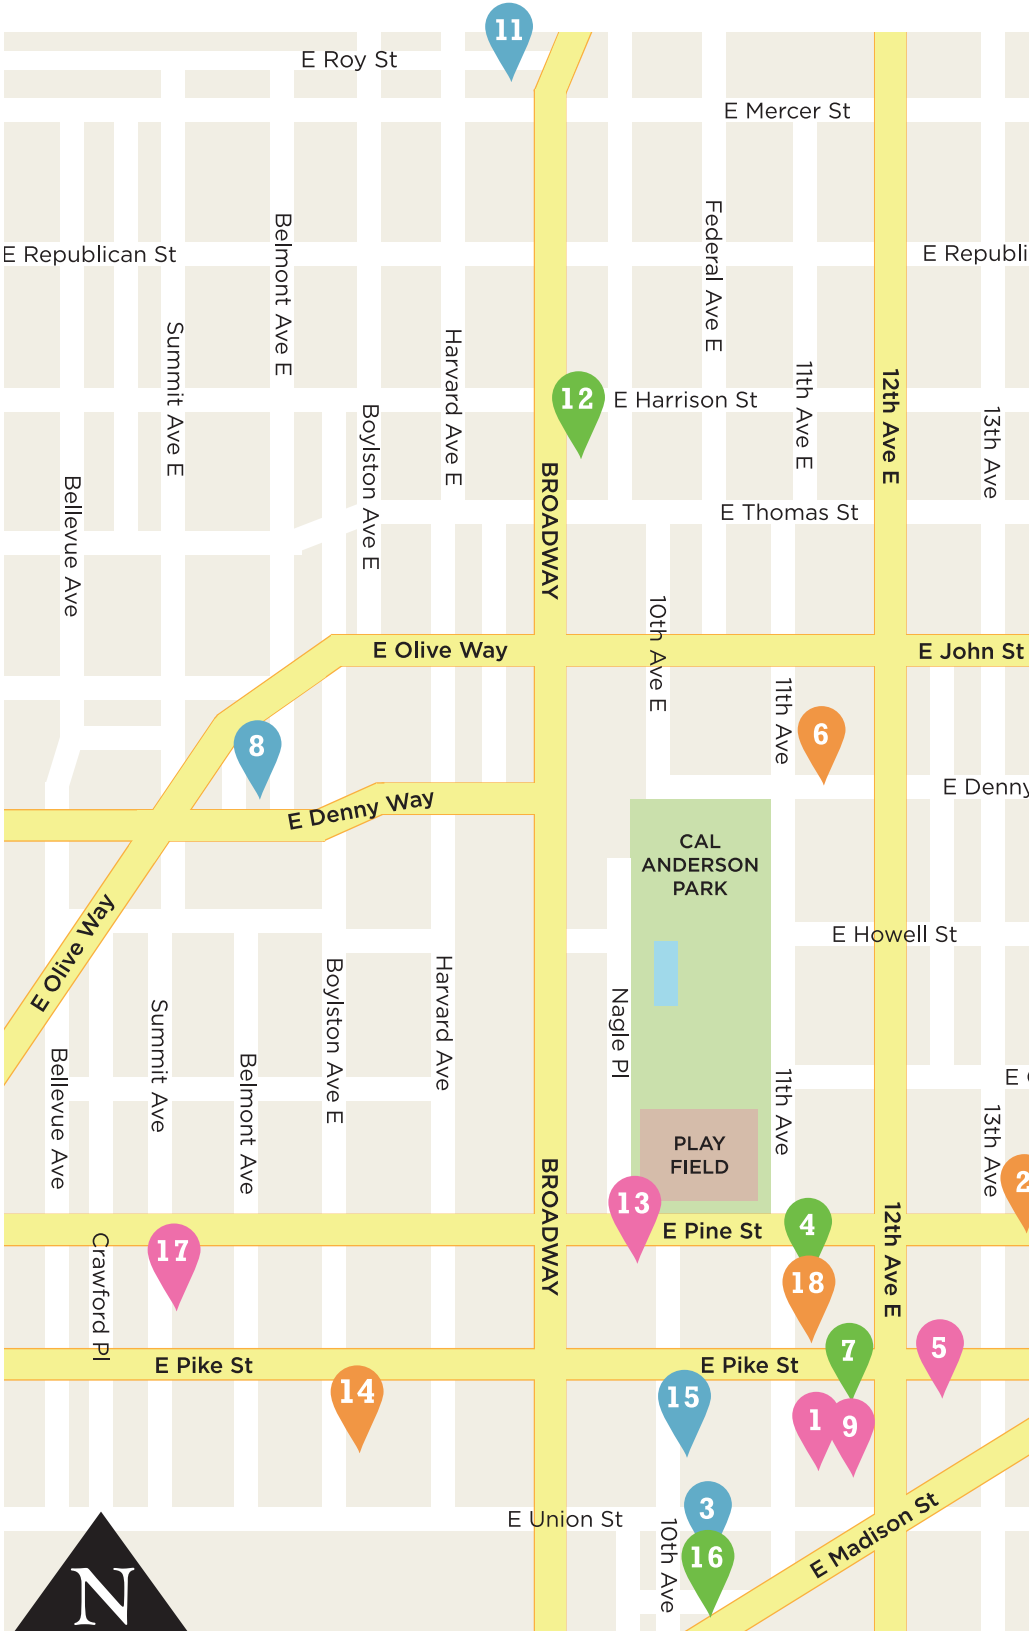 11
E Roy St
E Mercer St
Federal Ave E
Belmont Ave E
E Republican St
E Republi
Summit Ave E
Harvard Ave E
11th Ave E
12th Ave E
12
E Harrison St
Boylston Ave E
13th Ave
BROADWAY
Bellevue Ave
E Thomas St
10th Ave E
E Olive Way
E John St
11th Ave
6
8
E Denny Way
E Denny
CAL
ANDERSON
PARK
E Olive Way
E Howell St
Boylston Ave E
Harvard Ave
Nagle Pl
Summit Ave
Bellevue Ave
Belmont Ave
11th Ave
E
13th Ave
PLAY
FIELD
BROADWAY
2
13
E Pine St
4
12th Ave E
17
Crawford Pl
18
E Pike St
E Pike St
7
5
14
15
1
9
3
E Union St
10th Ave
16
E Madison St
N